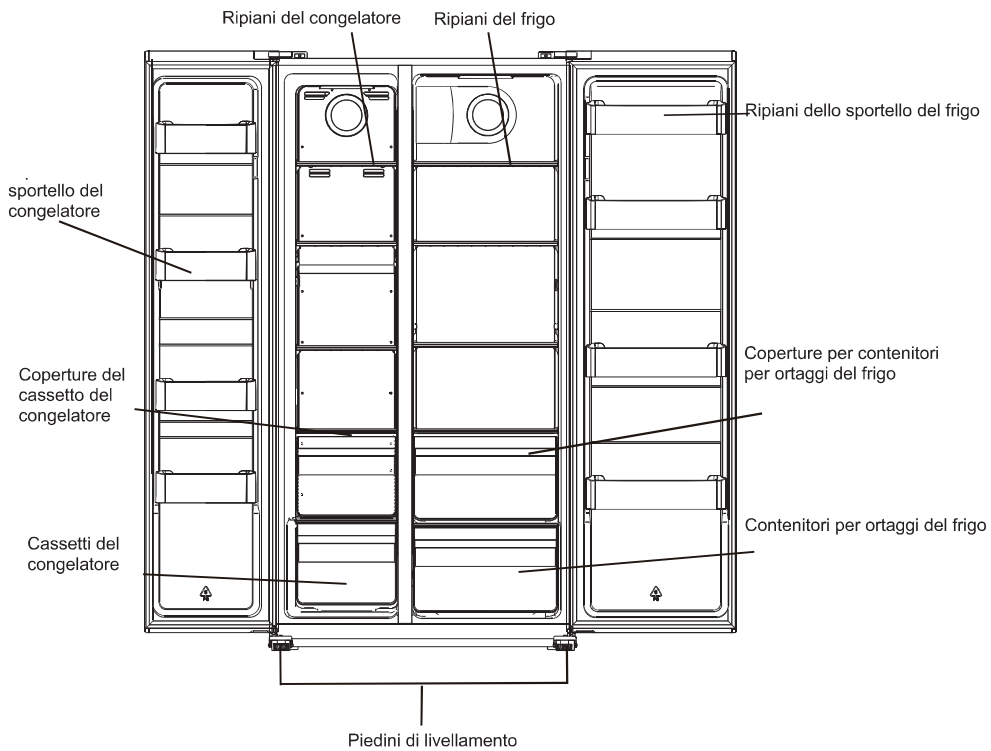 Ripiani del congelatore
Ripiani del frigo
Ripiani dello sportello del frigo
sportello del
congelatore
Coperture per contenitori
per ortaggi del frigo
Coperture del
cassetto del
congelatore
Contenitori per ortaggi del frigo
Cassetti del
congelatore
Piedini di livellamento